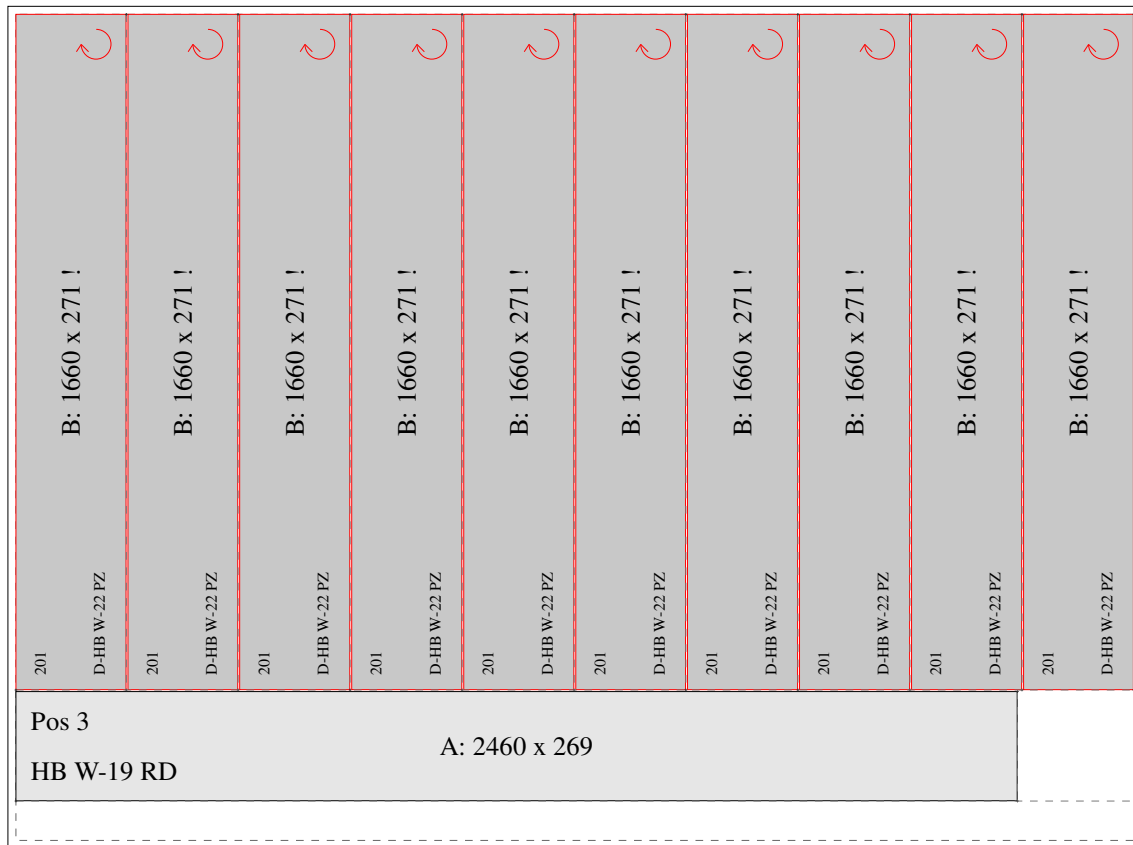 B: 1660 x 271 !
201
D-HB W-22 PZ
B: 1660 x 271 !
201
D-HB W-22 PZ
B: 1660 x 271 !
201
D-HB W-22 PZ
B: 1660 x 271 !
201
D-HB W-22 PZ
B: 1660 x 271 !
201
D-HB W-22 PZ
B: 1660 x 271 !
201
D-HB W-22 PZ
B: 1660 x 271 !
201
D-HB W-22 PZ
B: 1660 x 271 !
201
D-HB W-22 PZ
B: 1660 x 271 !
201
D-HB W-22 PZ
B: 1660 x 271 !
201
D-HB W-22 PZ
Pos 3
HB W-19 RD
A: 2460 x 269